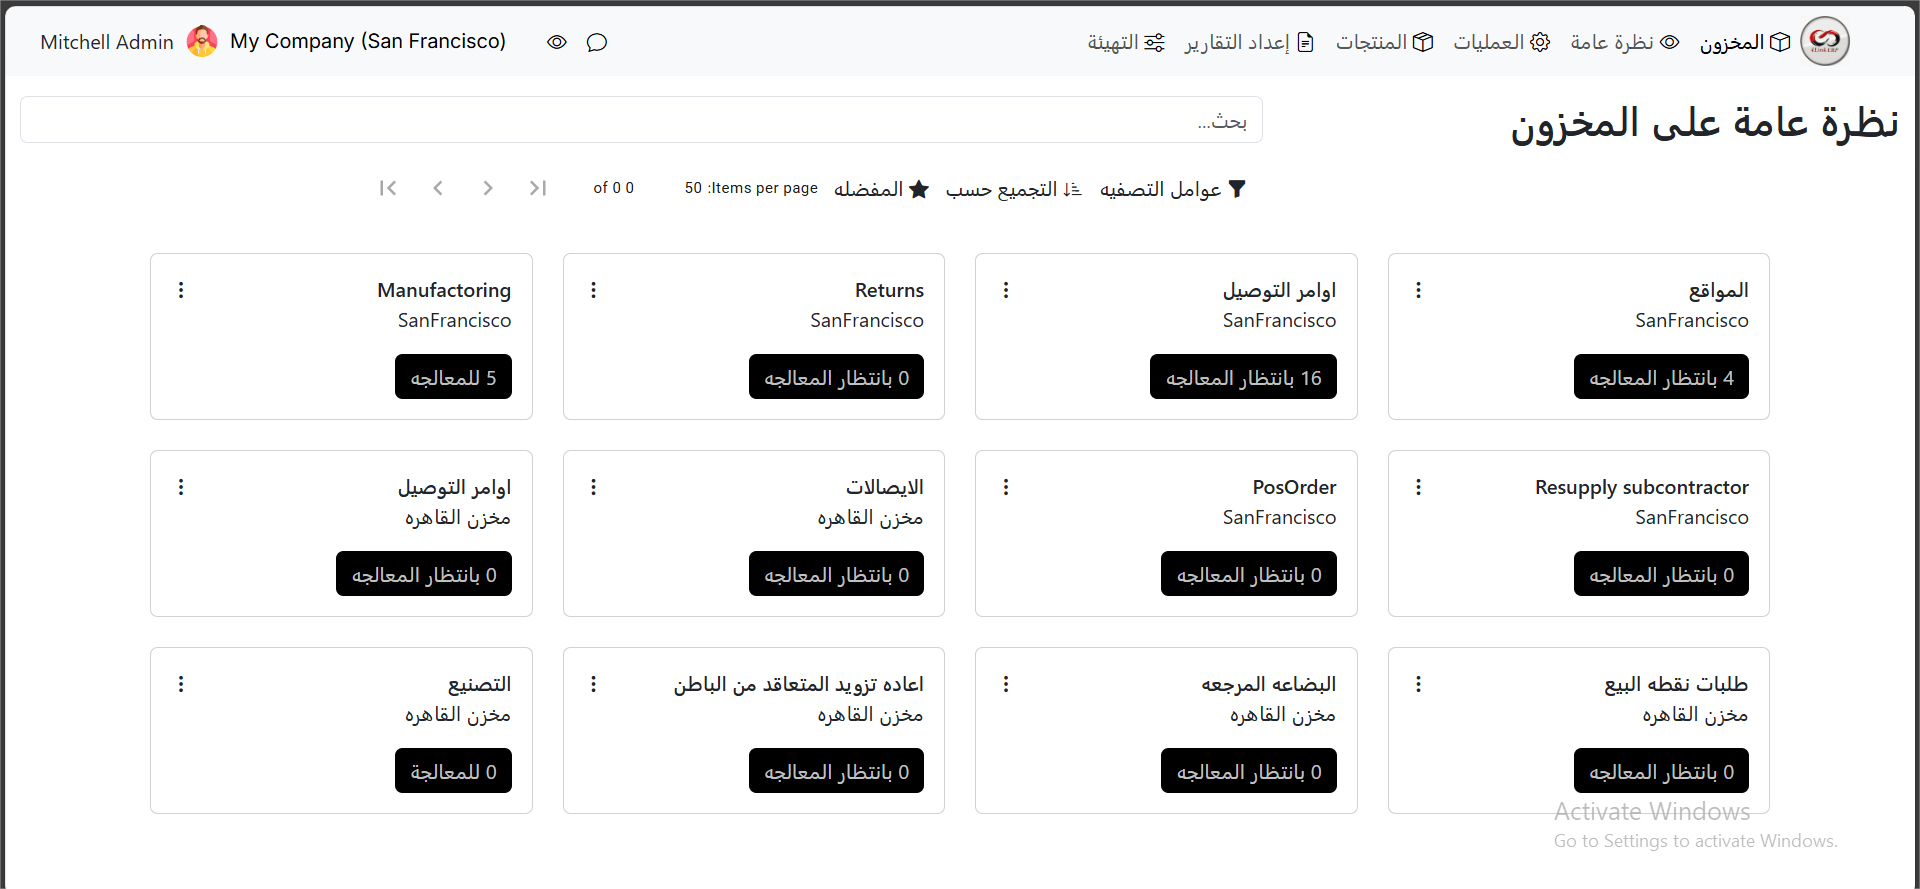 المخزون
نظرة عامة
العمليات
المنتجات
إعداد التقارير
التهيئة
My Company (San Francisco)
Mitchell Admin
نظرة عامة على المخزون
بحث...
عوامل التصفيه
التجميع حسب
المفضله
50 :Items per page
of 0 0
المواقع
SanFrancisco
4 بانتظار المعالجه
اوامر التوصيل
SanFrancisco
16 بانتظار المعالجه
Returns
SanFrancisco
0 بانتظار المعالجه
Manufactoring
SanFrancisco
5 للمعالجه
Resupply subcontractor
SanFrancisco
0 بانتظار المعالجه
PosOrder
SanFrancisco
0 بانتظار المعالجه
الايصالات
مخزن القاهره
0 بانتظار المعالجه
اوامر التوصيل
مخزن القاهره
0 بانتظار المعالجه
طلبات نقطه البيع
مخزن القاهره
0 بانتظار المعالجه
البضاعه المرجعه
مخزن القاهره
0 بانتظار المعالجه
اعاده تزويد المتعاقد من الباطن
مخزن القاهره
0 بانتظار المعالجه
التصنيع
مخزن القاهره
0 للمعالجة
Activate Windows
Go to Settings to activate Windows.